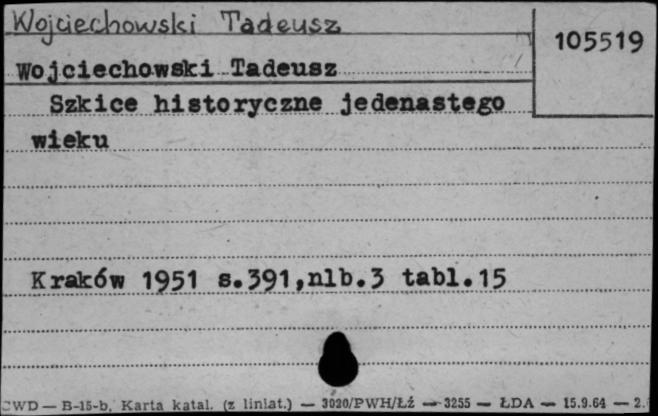 Wojciechowski Tadeusz
105519
Wojciechowski Tadeusz
Szkice historyczne jedenastego
wieku
Kraków 1951 s.391,nlb.3 tabl.15
CWD — B-15-b, Karta katal. (z liniat.) — 3020/PWH/Łź — 3255 — ŁDA — 15.9.64 —